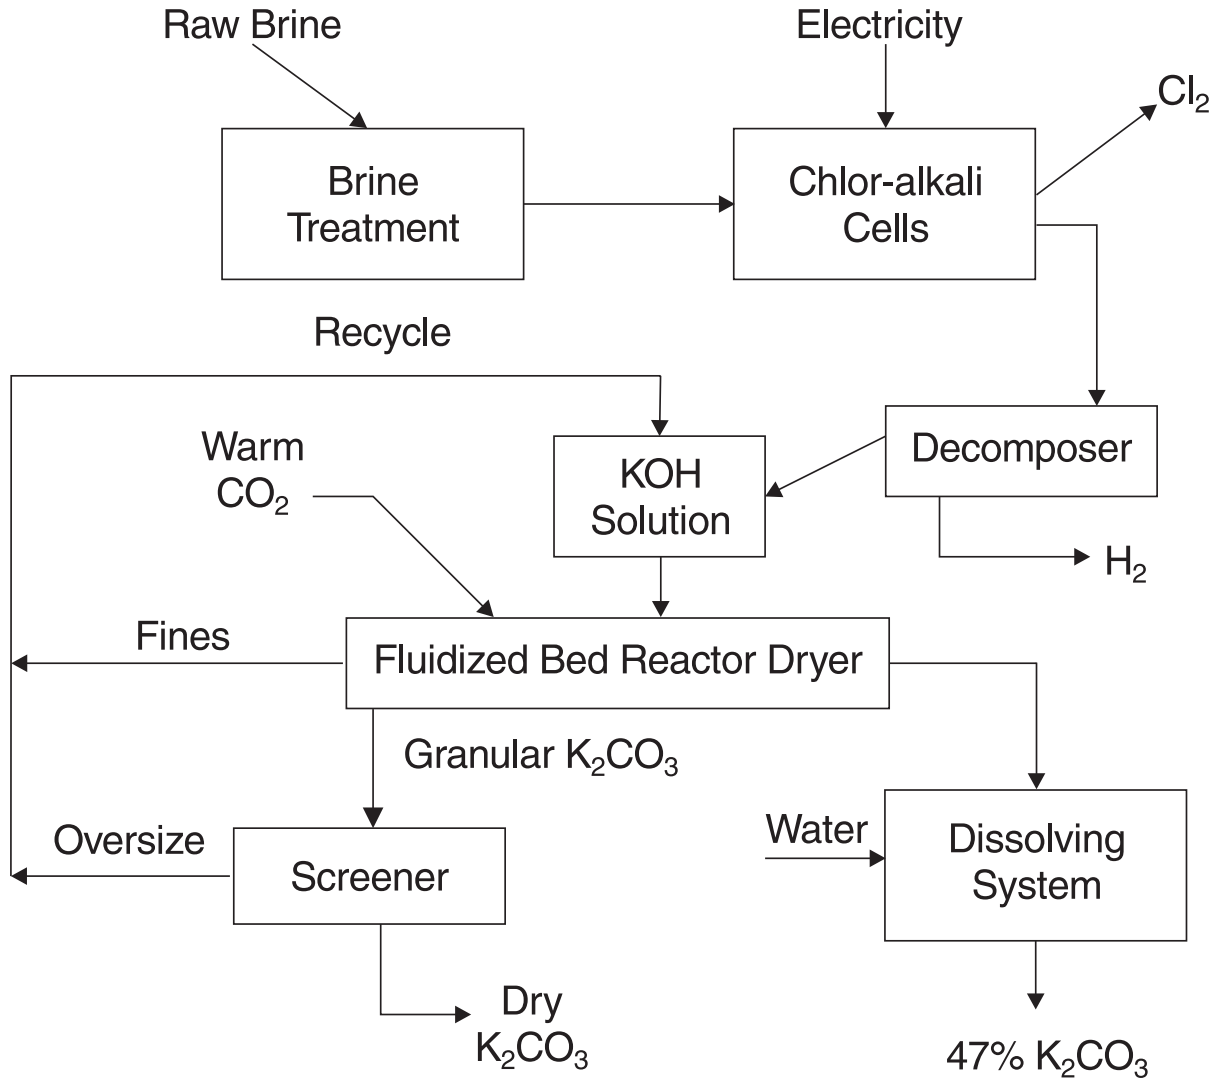 Raw Brine
Electricity
Cl₂
Brine
Treatment
Chlor-alkali
Cells
Recycle
Warm
CO₂
KOH
Solution
Decomposer
H₂
Fines
Fluidized Bed Reactor Dryer
Granular K₂CO₃
Oversize
Screener
Water
Dissolving
System
Dry
K₂CO₃
47% K₂CO₃